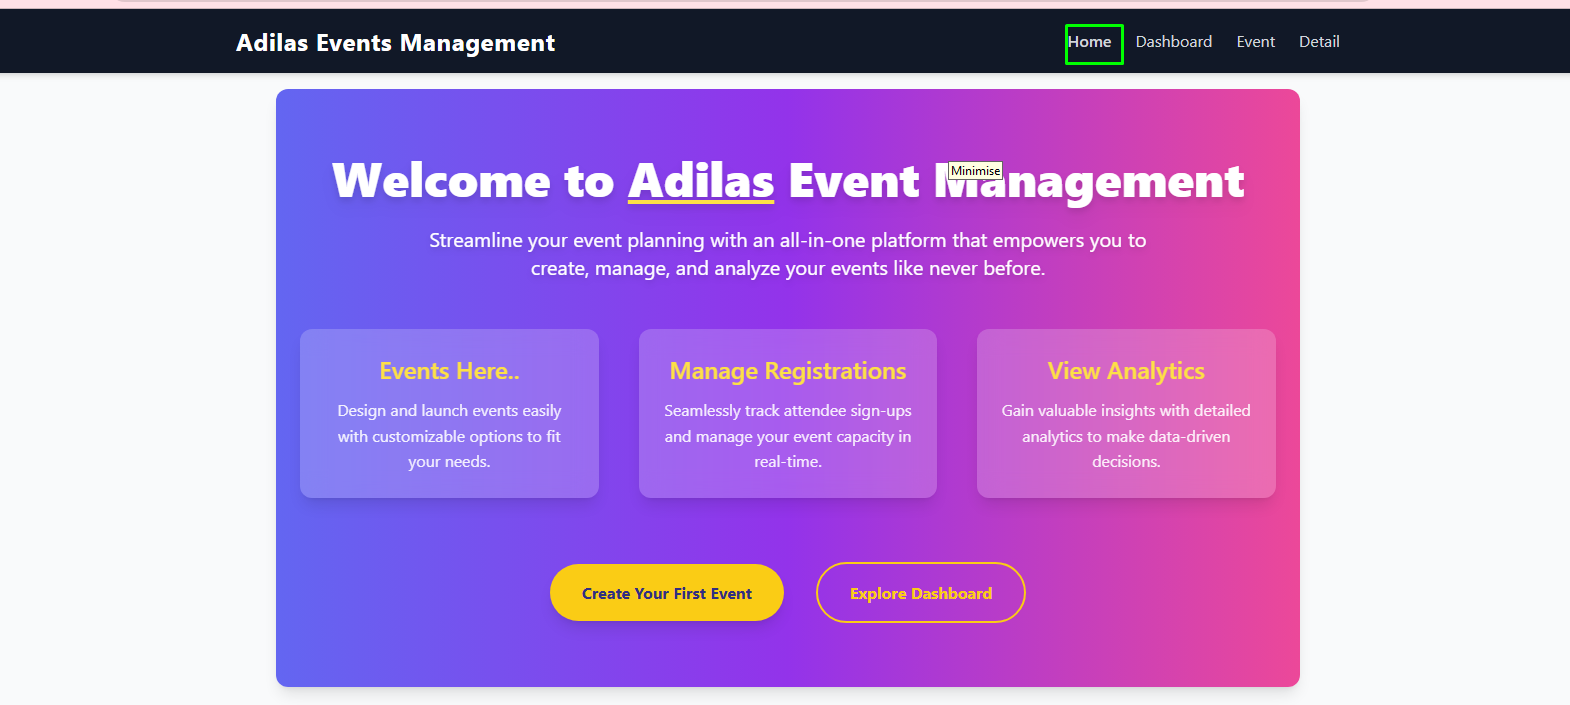 Adilas Events Management
Home Dashboard Event Detail
Welcome to Adilas Event Management
Minimise
Streamline your event planning with an all-in-one platform that empowers you to
create, manage, and analyze your events like never before.
Events Here..
Design and launch events easily
with customizable options to fit
your needs.
Manage Registrations
Seamlessly track attendee sign-ups
and manage your event capacity in
real-time.
View Analytics
Gain valuable insights with detailed
analytics to make data-driven
decisions.
Create Your First Event
Explore Dashboard